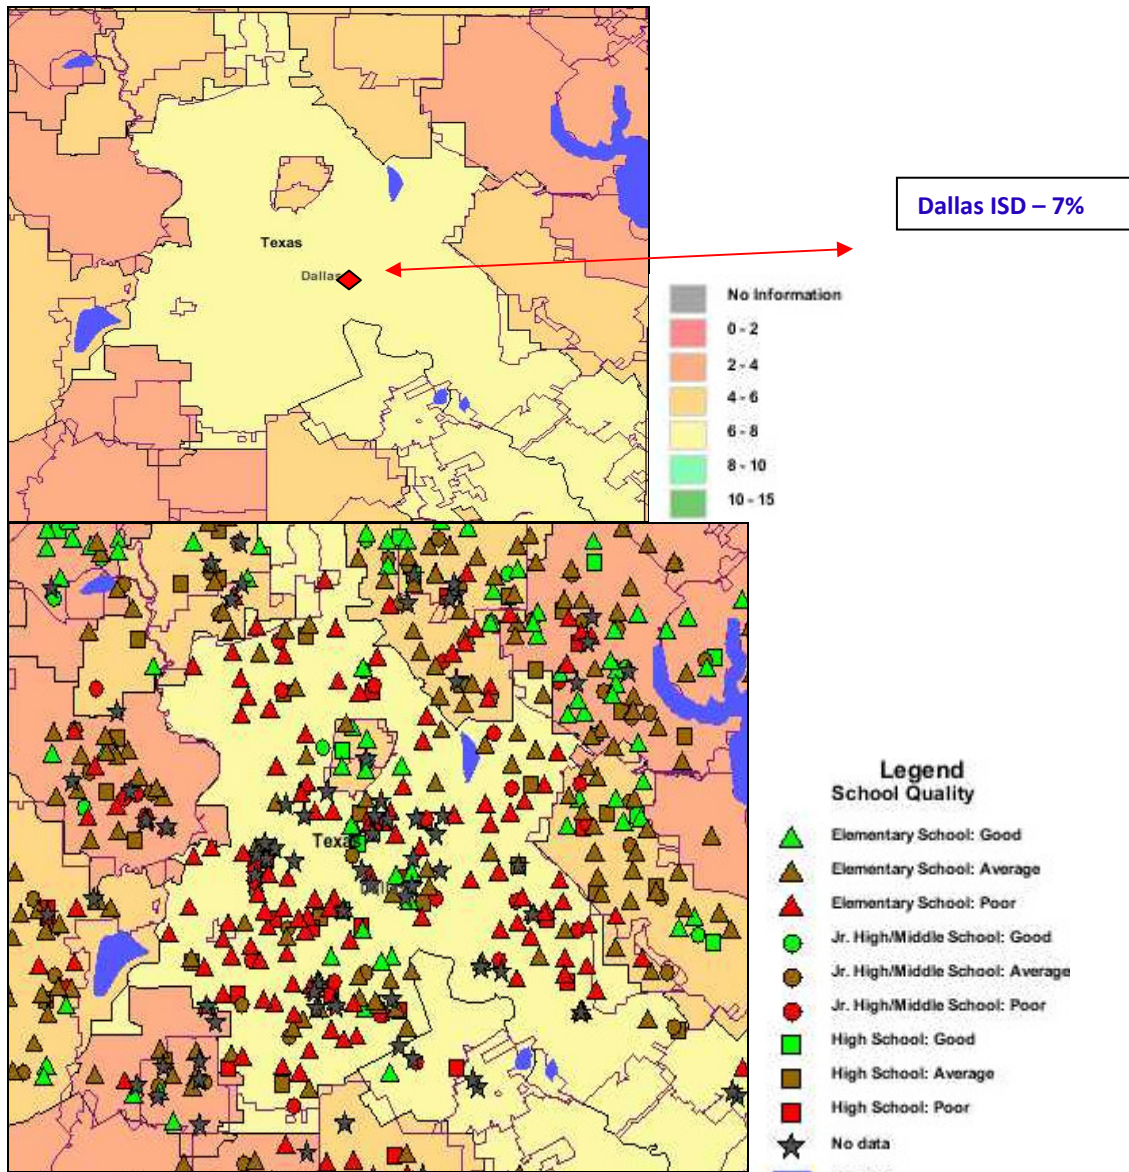 Texas
Dallas
Dallas ISD – 7%
No Information
0 - 2
2 - 4
4 - 6
6 - 8
8 - 10
10 - 15
Texas
Legend
School Quality
Elementary School: Good
Elementary School: Average
Elementary School: Poor
Jr. High/Middle School: Good
Jr. High/Middle School: Average
Jr. High/Middle School: Poor
High School: Good
High School: Average
High School: Poor
No data